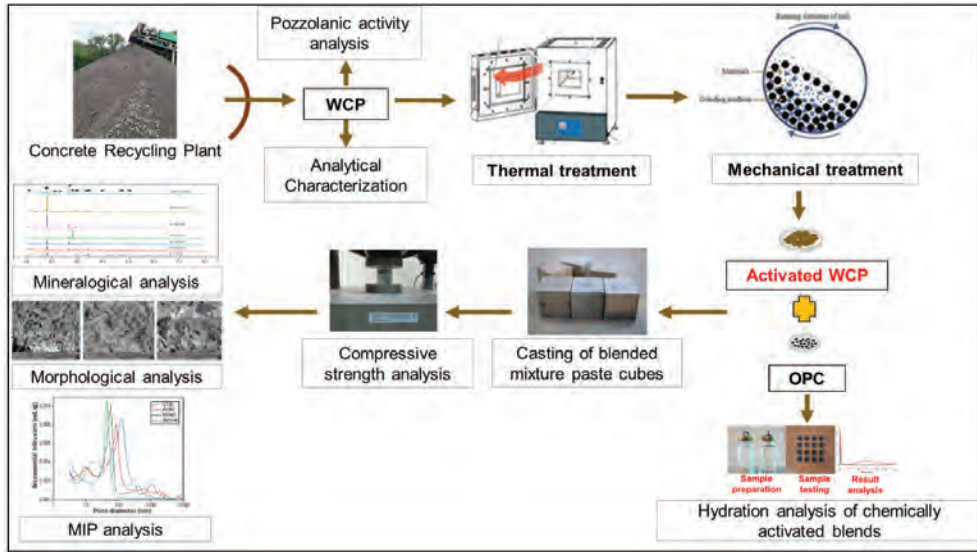 Pozzolanic activity
analysis
WCP
Analytical
Characterization
Concrete Recycling Plant
Thermal treatment
Materials
Mechanical treatment
Activated WCP
OPC
Sample
preparation
Sample
testing
Result
analysis
Hydration analysis of chemically
activated blends
Casting of blended
mixture paste cubes
Compressive
strength analysis
Mineralogical analysis
Morphological analysis
Pore diameter (nm)
MIP analysis